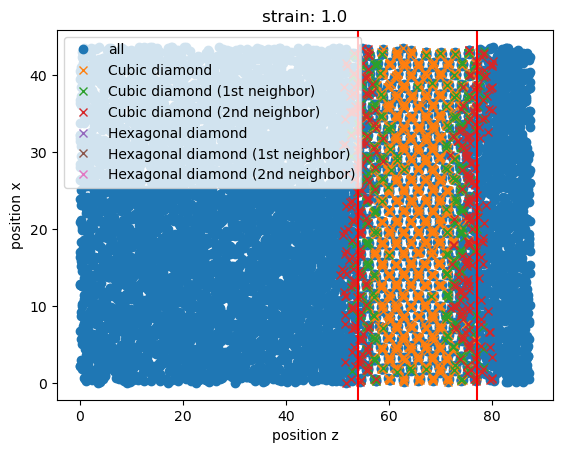 strain: 1.0
all
Cubic diamond
Cubic diamond (1st neighbor)
Cubic diamond (2nd neighbor)
Hexagonal diamond
Hexagonal diamond (1st neighbor)
Hexagonal diamond (2nd neighbor)
40
30
20
10
0
position x
0 20 40 60 80
position z